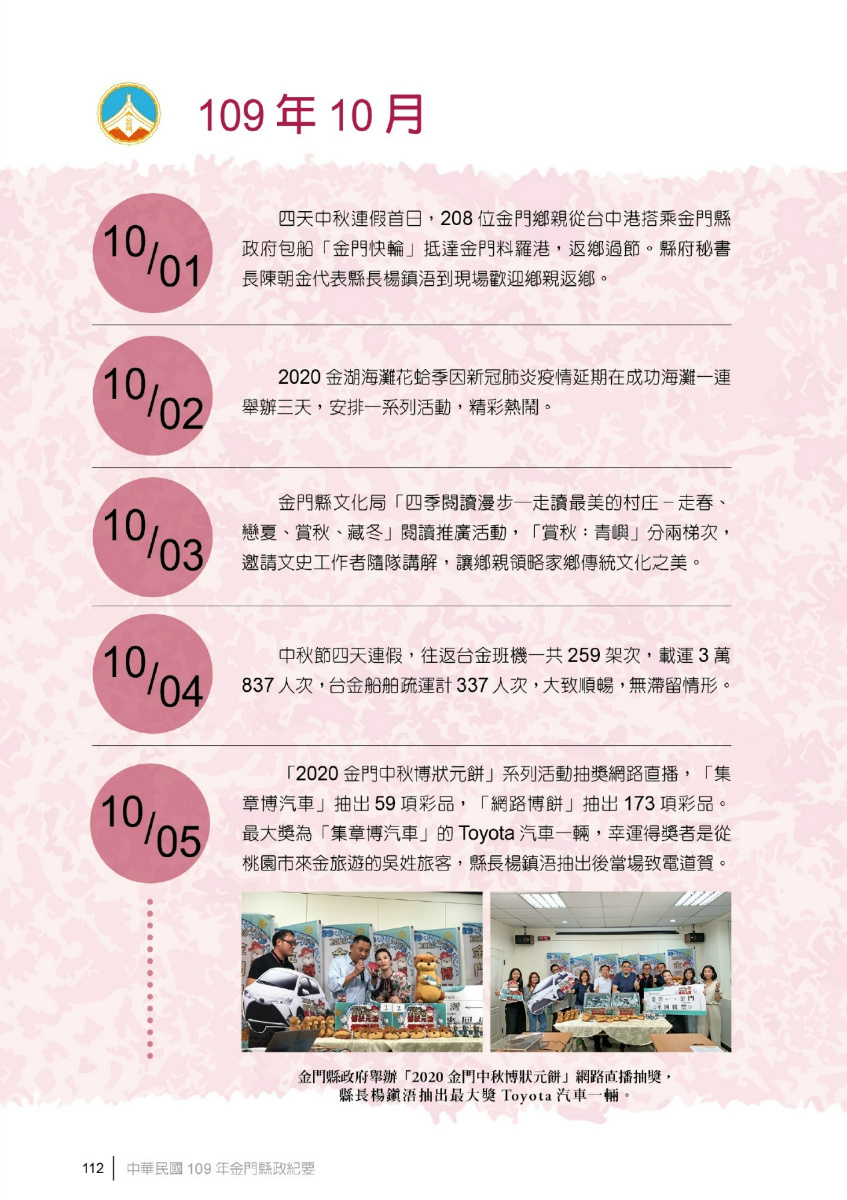 109 年 10 月
10/01
四天中秋連假首日，208 位金門鄉親從台中港搭乘金門縣
政府包船「金門快輪」抵達金門料羅港，返鄉過節。縣府秘書
長陳朝金代表縣長楊鎮浯到現場歡迎鄉親返鄉。
10/02
2020 金湖海灘花蛤季因新冠肺炎疫情延期在成功海灘一連
舉辦三天，安排一系列活動，精彩熱鬧。
10/03
金門縣文化局「四季閱讀漫步—走讀最美的村庄－走春、
戀夏、賞秋、藏冬」閱讀推廣活動，「賞秋：青嶼」分兩梯次，
邀請文史工作者隨隊講解，讓鄉親領略家鄉傳統文化之美。
10/04
中秋節四天連假，往返台金班機一共 259 架次，載運 3 萬
837 人次，台金船舶疏運計 337 人次，大致順暢，無滯留情形。
10/05
「2020 金門中秋博狀元餅」系列活動抽獎網路直播，「集
章博汽車」抽出 59 項彩品，「網路博餅」抽出 173 項彩品。
最大獎為「集章博汽車」的 Toyota 汽車一輛，幸運得獎者是從
桃園市來金旅遊的吳姓旅客，縣長楊鎮浯抽出後當場致電道賀。
金門縣政府舉辦「2020 金門中秋博狀元餅」網路直播抽獎，
縣長楊鎮浯抽出最大獎 Toyota 汽車一輛。
112 中華民國 109 年金門縣政紀要